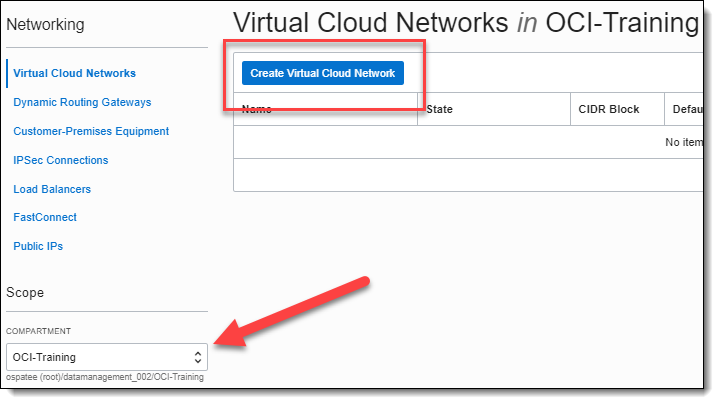 Networking
Virtual Cloud Networks
Dynamic Routing Gateways
Customer-Premises Equipment
IPSec Connections
Load Balancers
FastConnect
Public IPs
Scope
COMPARTMENT
OCI-Training
ospatee (root)/datamanagement_002/OCI-Training
Virtual Cloud Networks in OCI-Training
Create Virtual Cloud Network
Name State CIDR Block Defau
No item